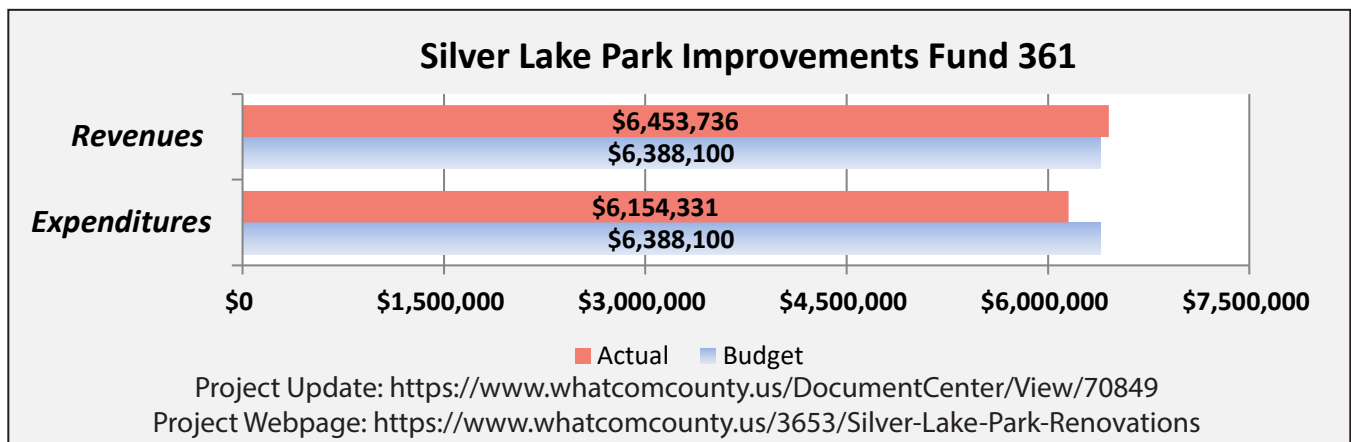 Silver Lake Park Improvements Fund 361
Revenues
$6,453,736
$6,388,100
Expenditures
$6,154,331
$6,388,100
$0 $1,500,000 $3,000,000 $4,500,000 $6,000,000 $7,500,000
Actual Budget
Project Update: https://www.whatcomcounty.us/DocumentCenter/View/70849
Project Webpage: https://www.whatcomcounty.us/3653/Silver-Lake-Park-Renovations